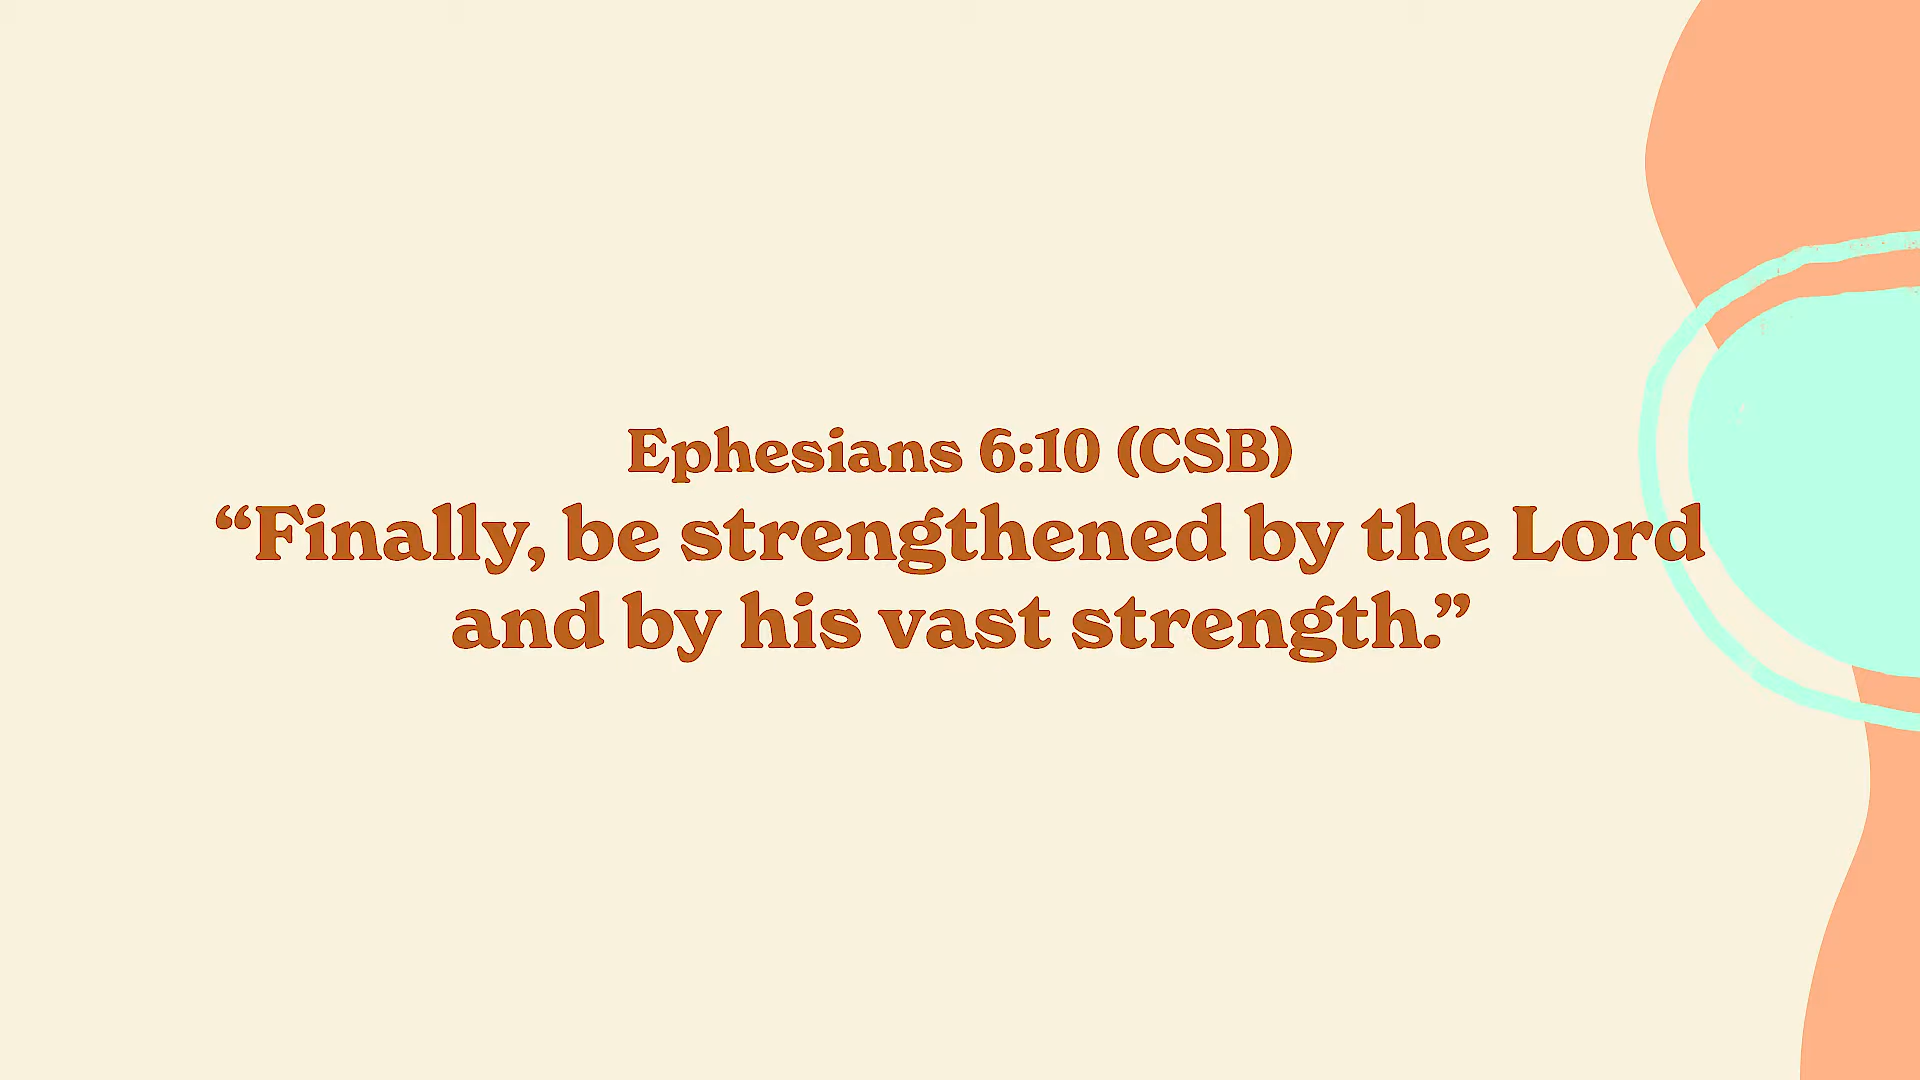 Ephesians 6:10 (CSB)
“Finally, be strengthened by the Lord
and by his vast strength.”